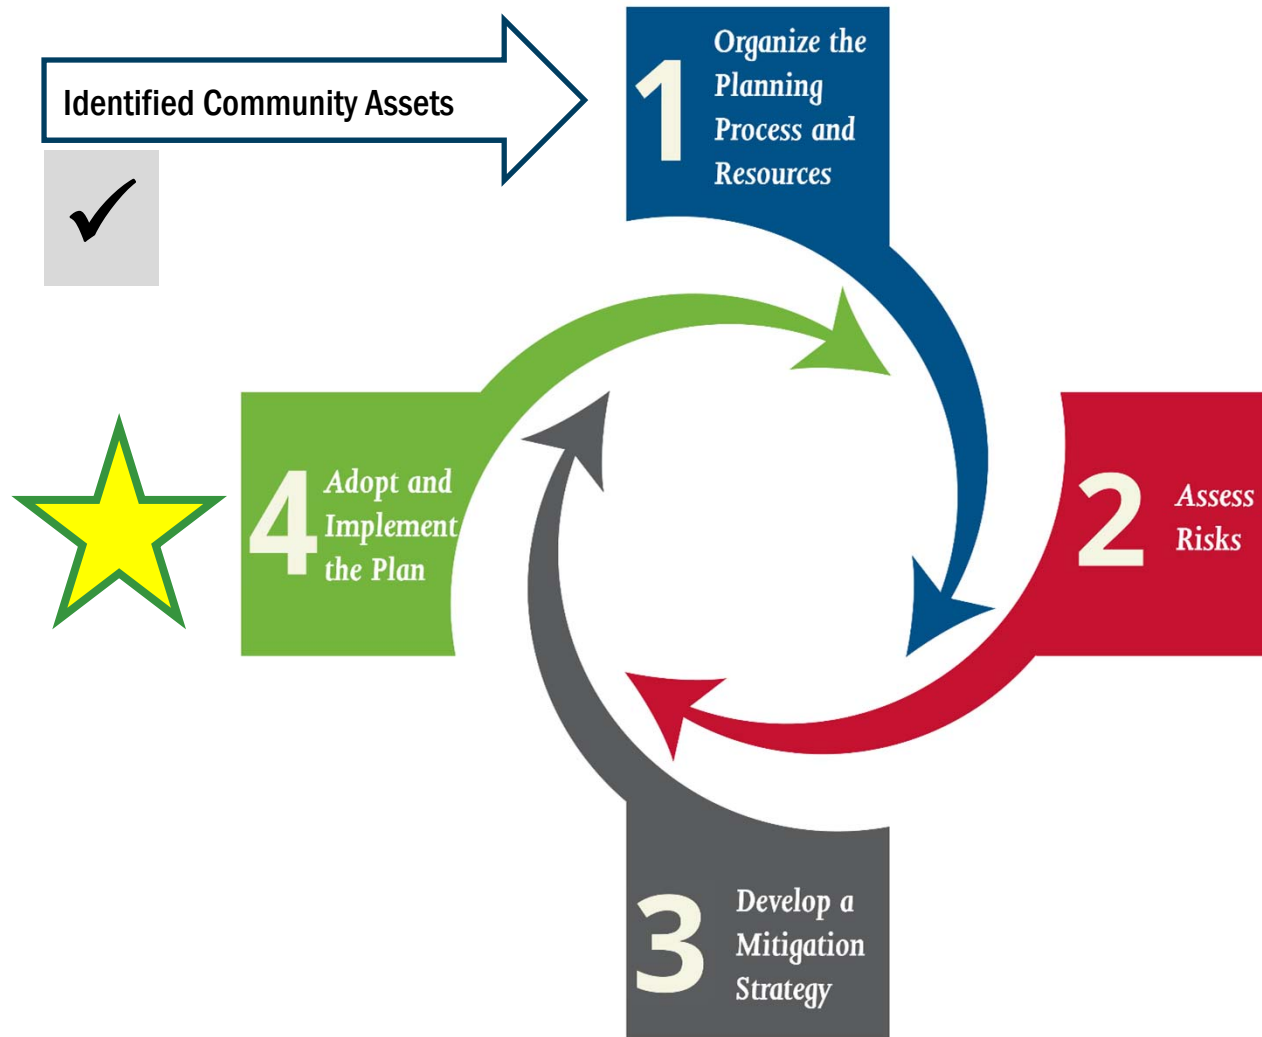 Identified Community Assets
1
Organize the
Planning
Process and
Resources
2
Assess
Risks
3
Develop a
Mitigation
Strategy
4
Adopt and
Implement
the Plan